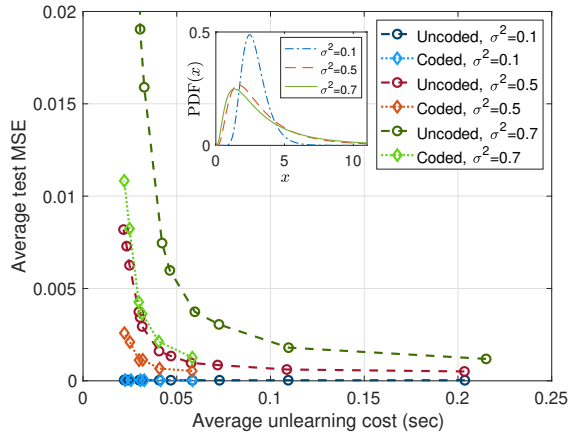 0.02
0.015
0.01
0.005
0
Average test MSE
0
0.05
0.1
0.15
0.2
0.25
Average unlearning cost (sec)
0.5
0
PDF(x)
0
5
10
x
σ²=0.1
σ²=0.5
σ²=0.7
Uncoded, σ²=0.1
Coded, σ²=0.1
Uncoded, σ²=0.5
Coded, σ²=0.5
Uncoded, σ²=0.7
Coded, σ²=0.7